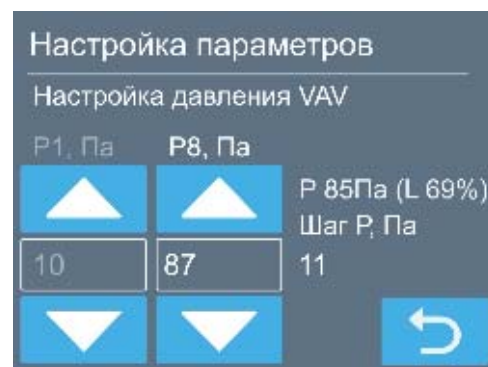 Настройка параметров
Настройка давления VAV
P1, Па P8, Па
P 85Па (L 69%)
Шаг P, Па
10 87 11